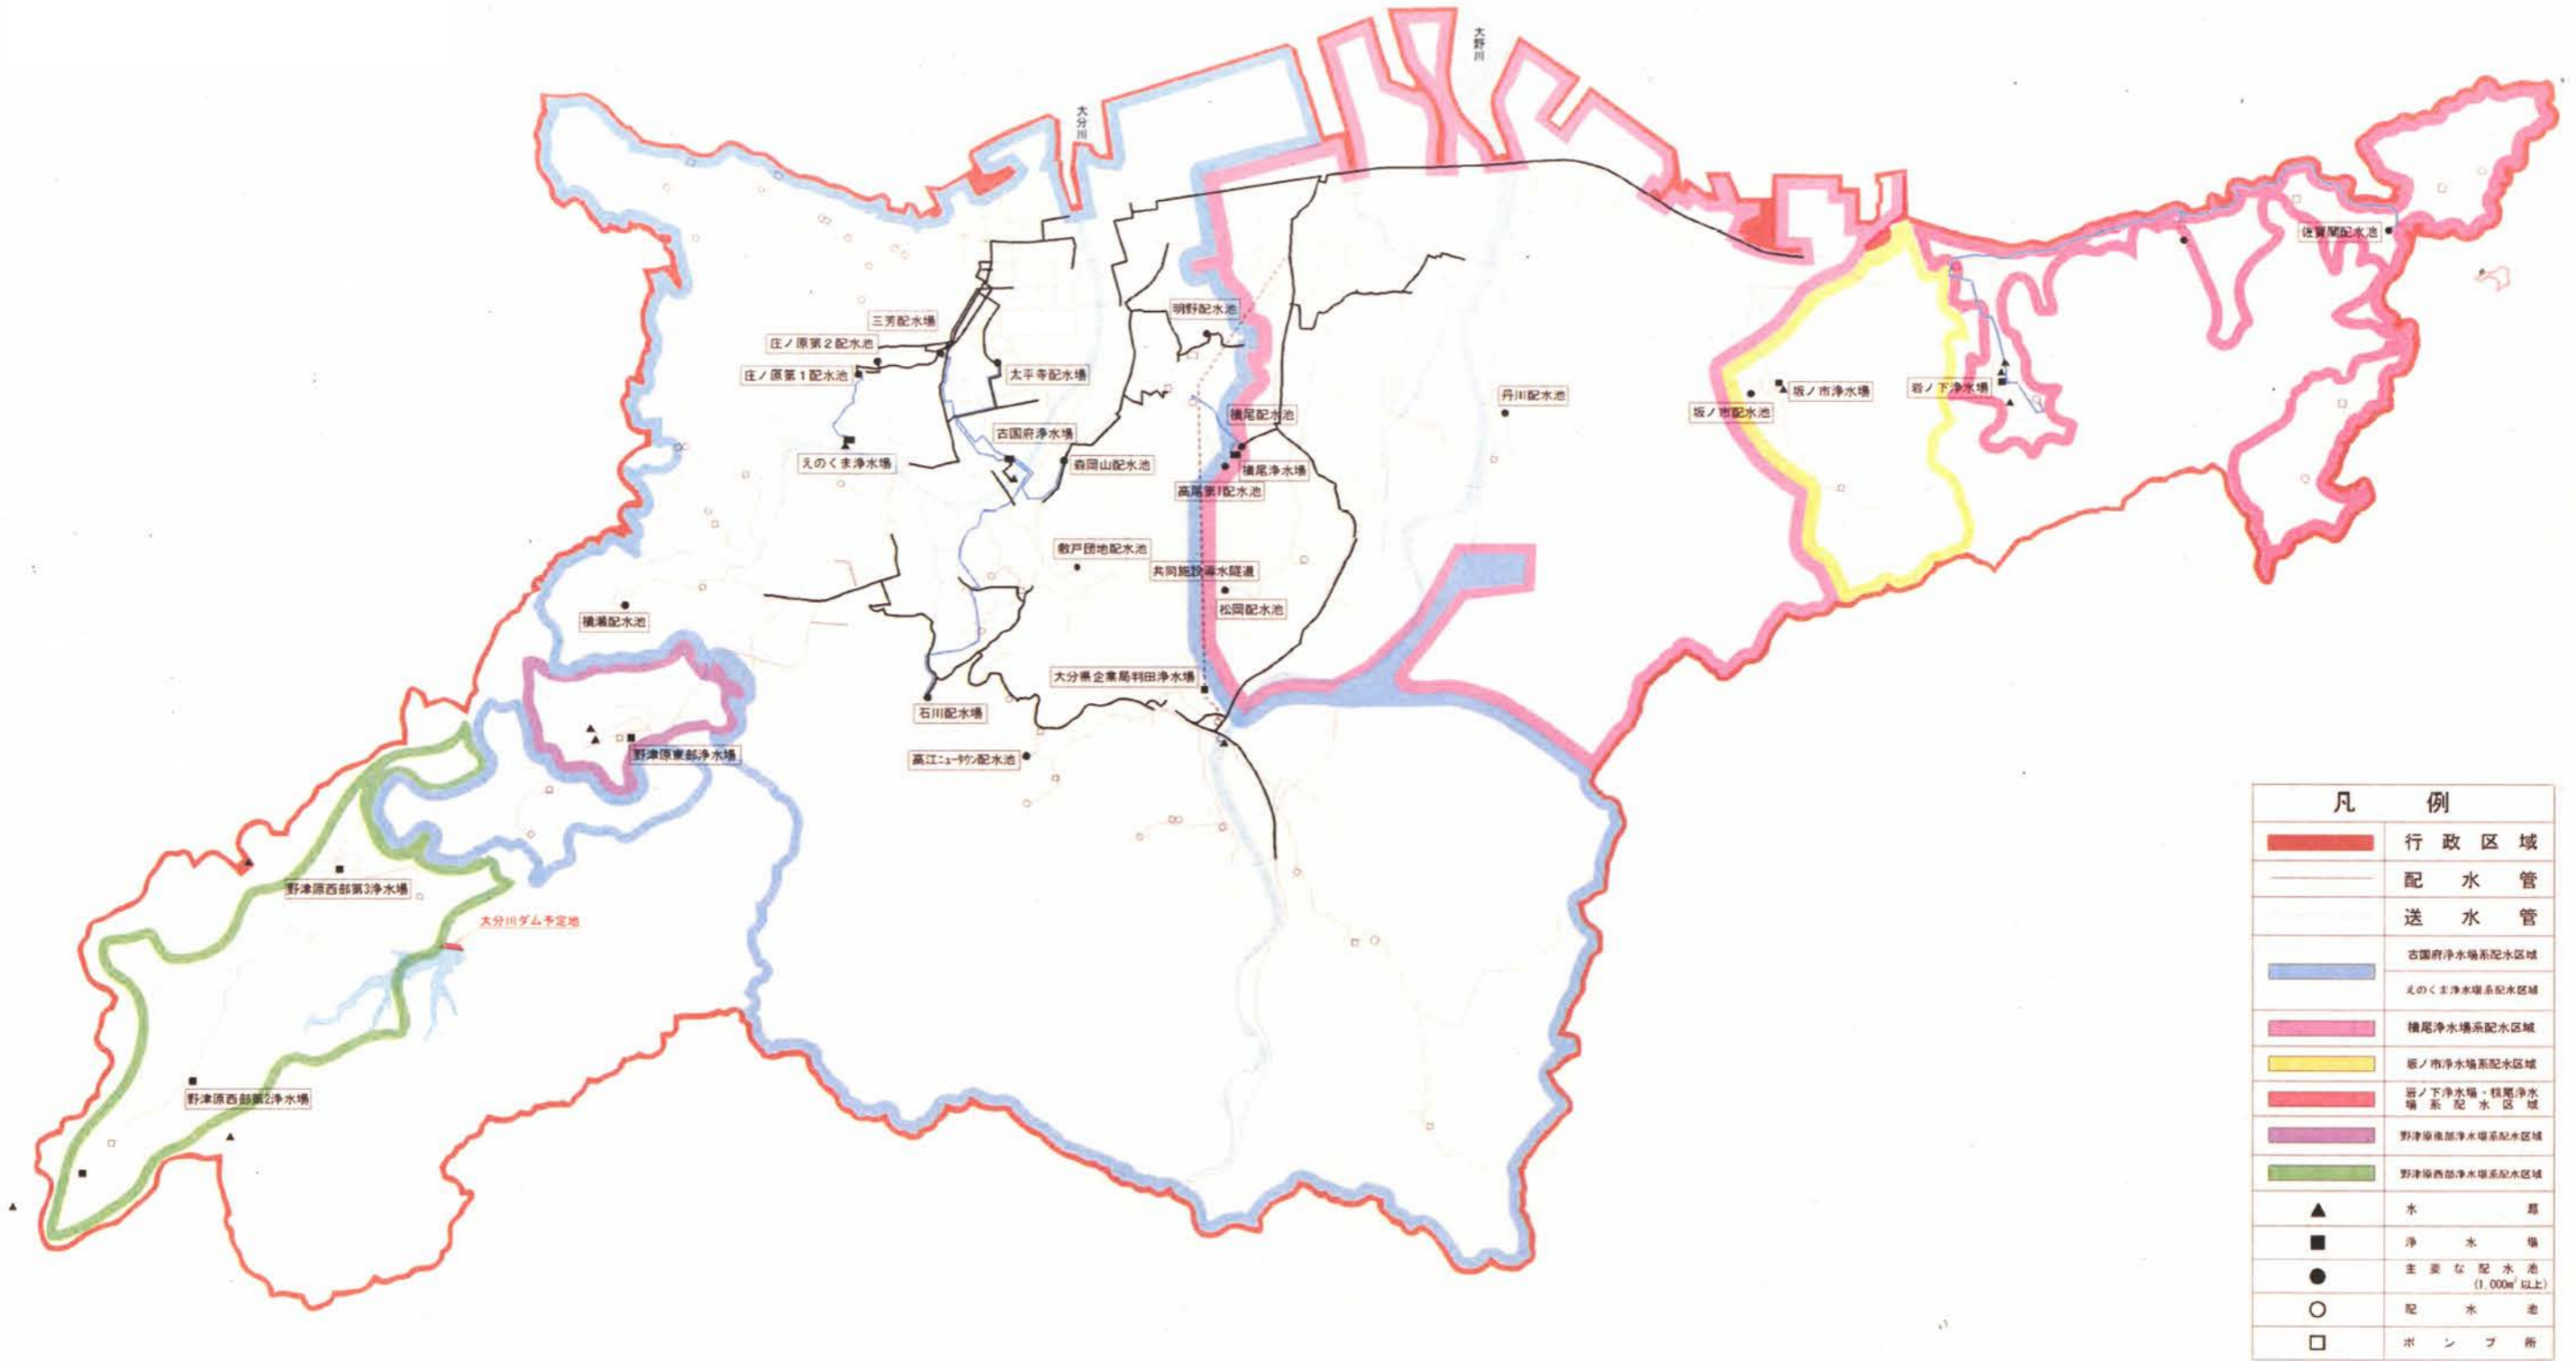 大野川
大分川
佐賀関配水池
明野配水池
三芳配水場
庄ノ原第2配水池
庄ノ原第1配水池
太平寺配水場
坂ノ市浄水場
岩ノ下浄水場
丹川配水池
坂ノ市配水池
横尾配水池
古国府浄水場
えのくま浄水場
森岡山配水池
横尾浄水場
高尾第1配水池
敷戸団地配水池
共同施設導水隧道
松岡配水池
横瀬配水池
大分県企業局判田浄水場
石川配水場
野津原東部浄水場
高江ニュータウン配水池
野津原西部第3浄水場
大分川ダム予定地
野津原西部第2浄水場
凡例
行政区域
配水管
送水管
古国府浄水場系配水区域
えのくま浄水場系配水区域
横尾浄水場系配水区域
坂ノ市浄水場系配水区域
岩ノ下浄水場・横尾浄水
場系配水区域
野津原東部浄水場系配水区域
野津原西部浄水場系配水区域
水源
浄水場
主要な配水池
(1,000m³以上)
配水池
ポンプ所